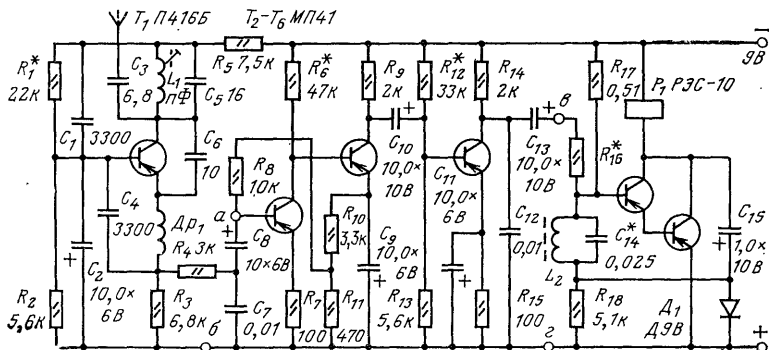 T₁ П416Б
T₂-T₆ МП41
R₁*
22к
C₁
3300
C₃
6,8
L₁
ПФ
R₅ 7,5к
C₅ 16
C₆
10
R₆*
47к
R₉
2к
R₁₂*
33к
R₁₄
2к
R₁₇
0,51
P₁ РЭС-10
9В
C₁₀
10,0×
10В
в
C₁₃
10,0×
10В
R₁₆*
R₈
10к
а
C₄
3300
Др₁
R₄ 3к
C₈
10×6В
R₁₀
3,3к
C₉
10,0×
6В
C₁₁
10,0×
6В
C₁₂
0,01
C₁₄*
0,025
L₂
C₁₅
1,0×
10В
C₂
10,0×
6В
R₂
5,6к
R₃
6,8к
б
C₇
0,01
R₇
100
R₁₁
470
R₁₃
5,6к
R₁₅
100
г
R₁₈
5,1к
Д₁
Д9В